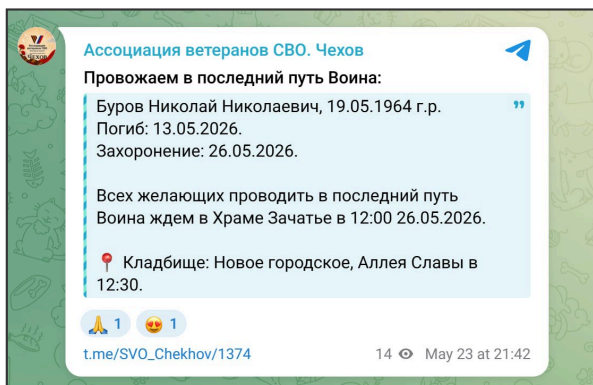 Ассоциация ветеранов СВО. Чехов
Провожаем в последний путь Воина:
Буров Николай Николаевич, 19.05.1964 г.р.
Погиб: 13.05.2026.
Захоронение: 26.05.2026.
Всех желающих проводить в последний путь
Воина ждем в Храме Зачатье в 12:00 26.05.2026.
📍 Кладбище: Новое городское, Аллея Славы в
12:30.
🙏 1 😍 1
t.me/SVO_Chekhov/1374 14 May 23 at 21:42